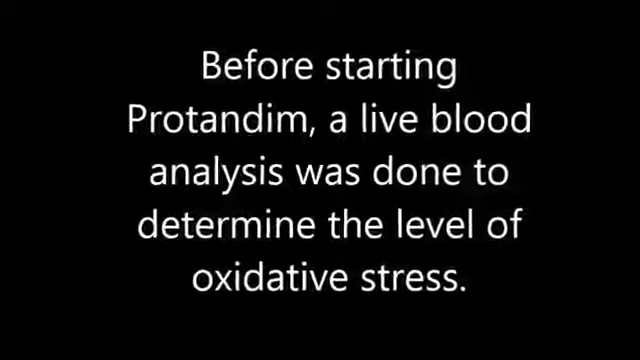 Before starting
Protandim, a live blood
analysis was done to
determine the level of
oxidative stress.